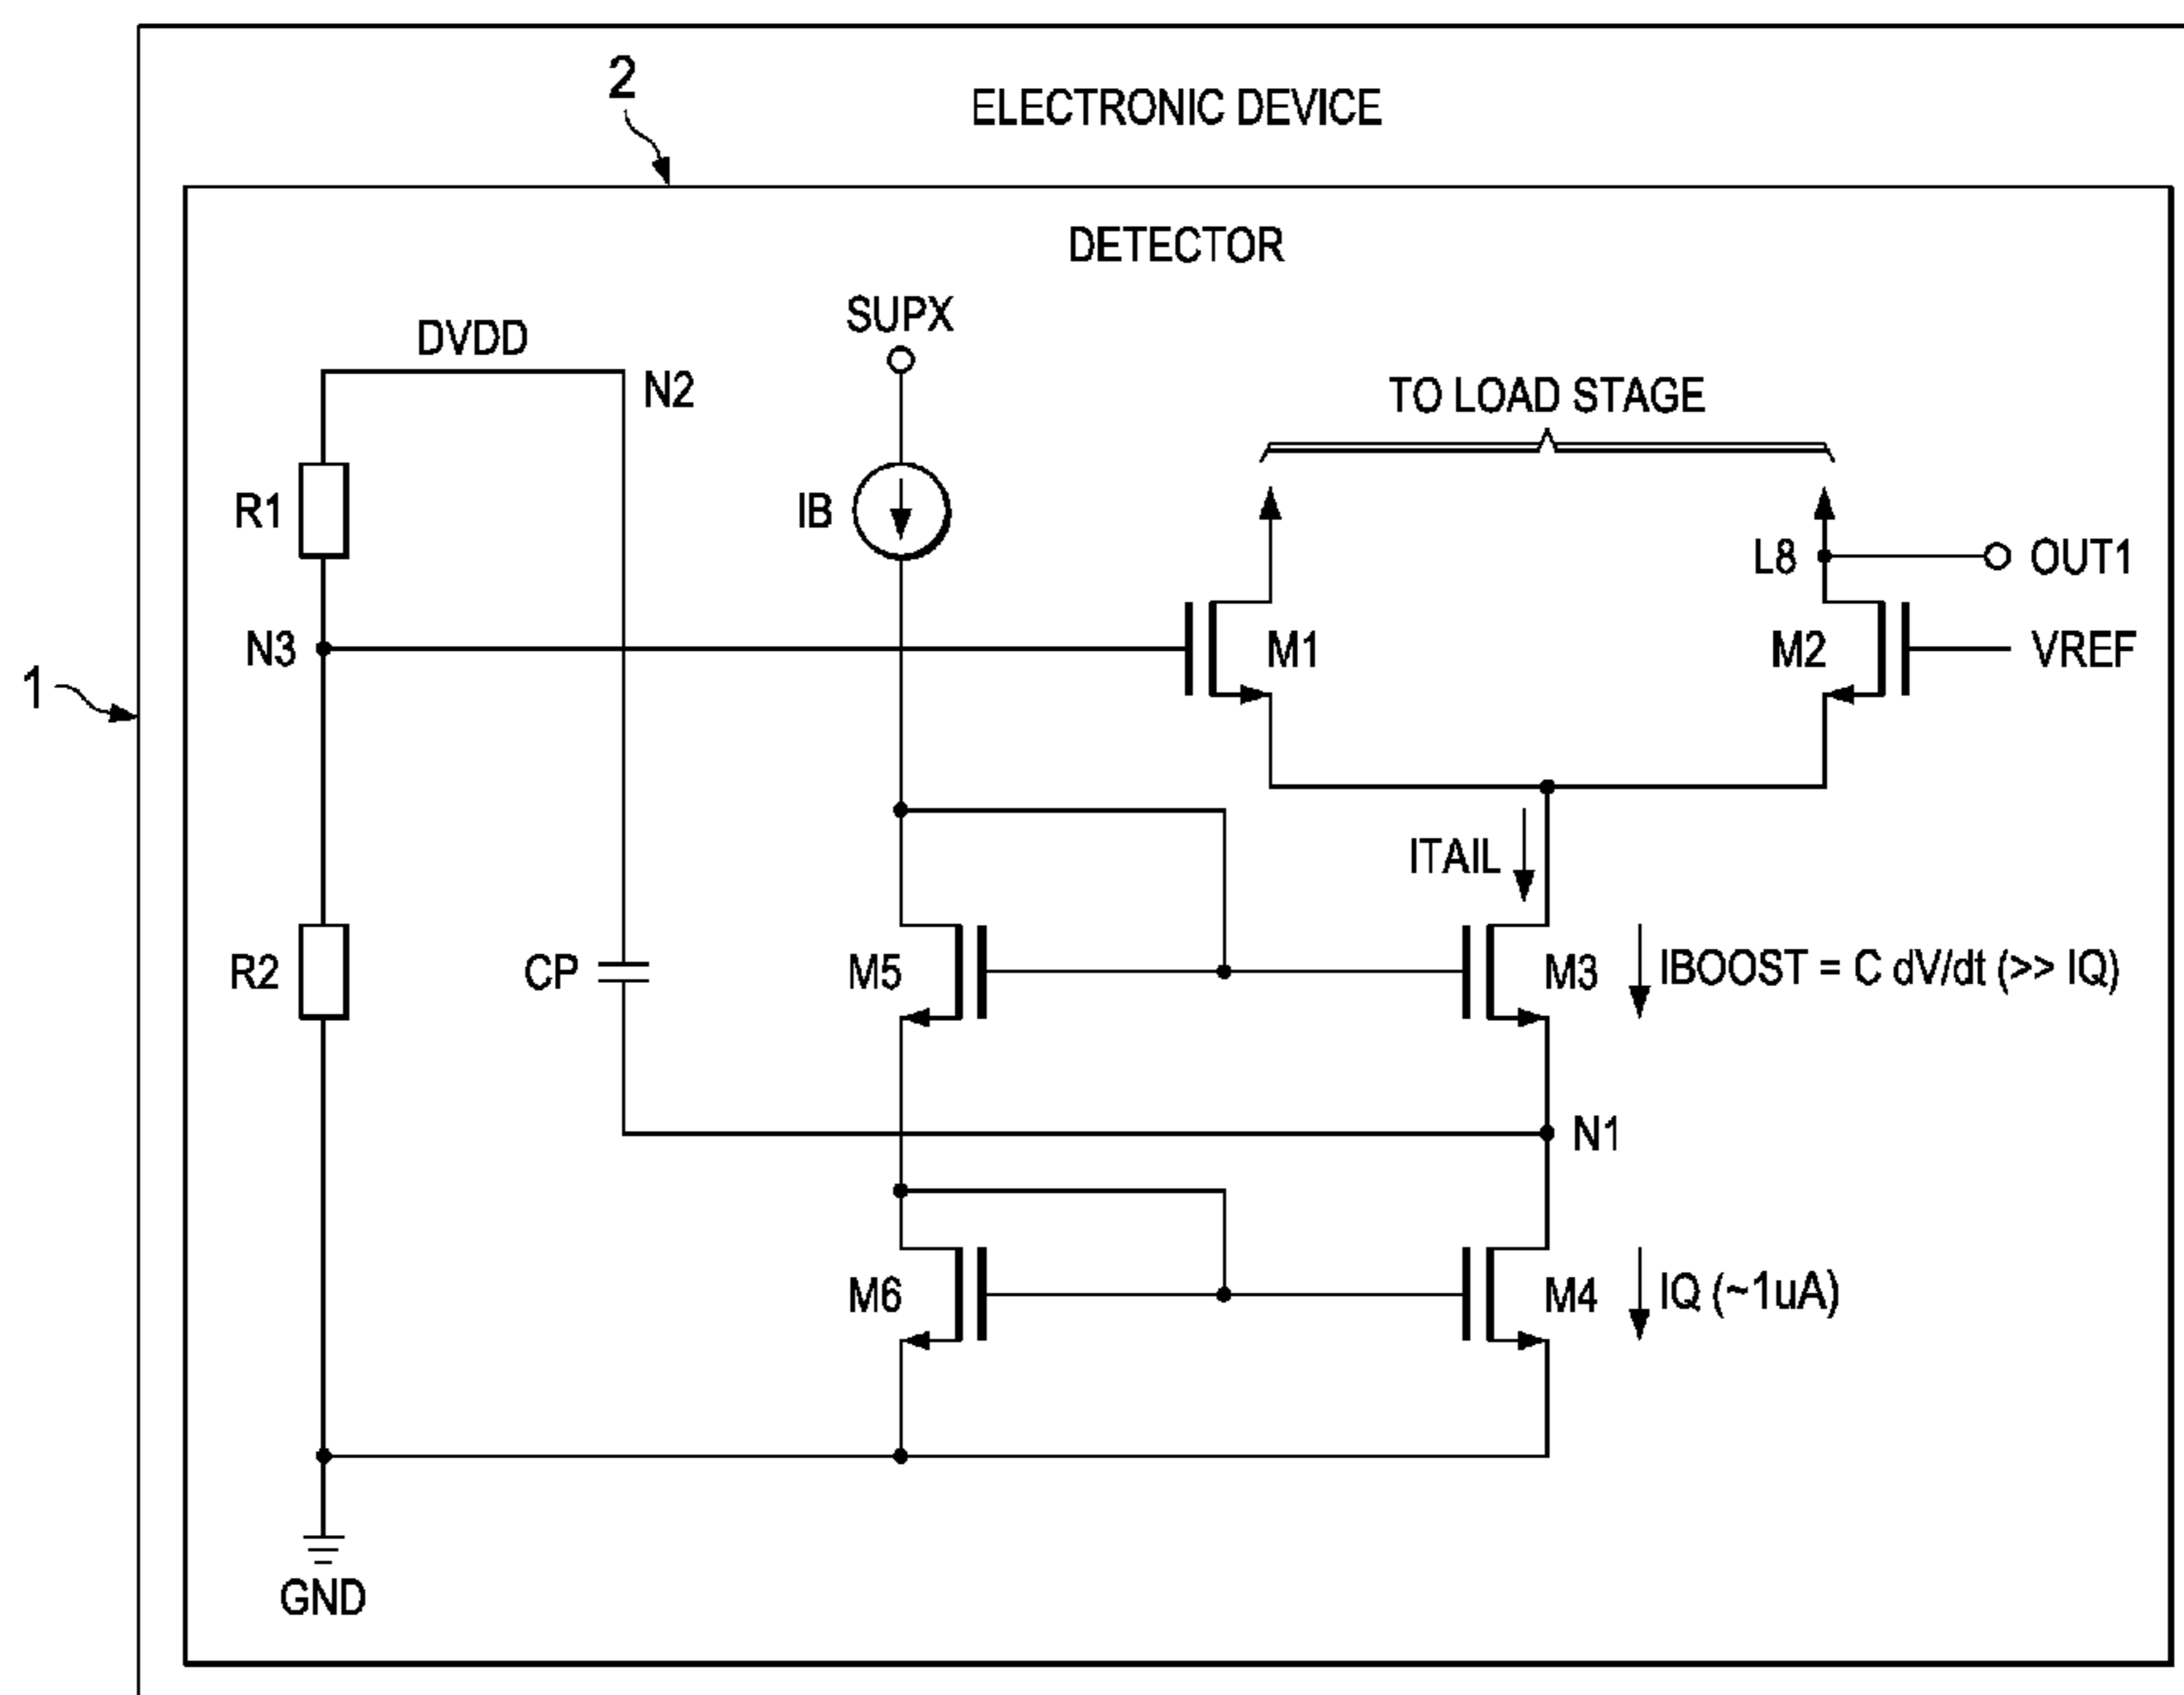 2
ELECTRONIC DEVICE
DETECTOR
SUPX
DVDD
N2
TO LOAD STAGE
R1
IB
L8
OUT1
N3
M1
M2
VREF
1
ITAIL
R2
CP
M5
M3
IBOOST = C dV/dt (>> IQ)
N1
M6
M4
IQ (~1uA)
GND